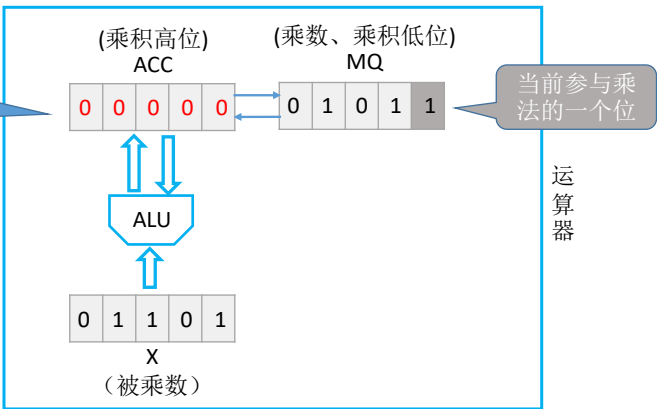 (乘积高位)
ACC
0 0 0 0 0
(乘数、乘积低位)
MQ
0 1 0 1 1
当前参与乘
法的一个位
运
算
器
ALU
0 1 1 0 1
X
（被乘数）